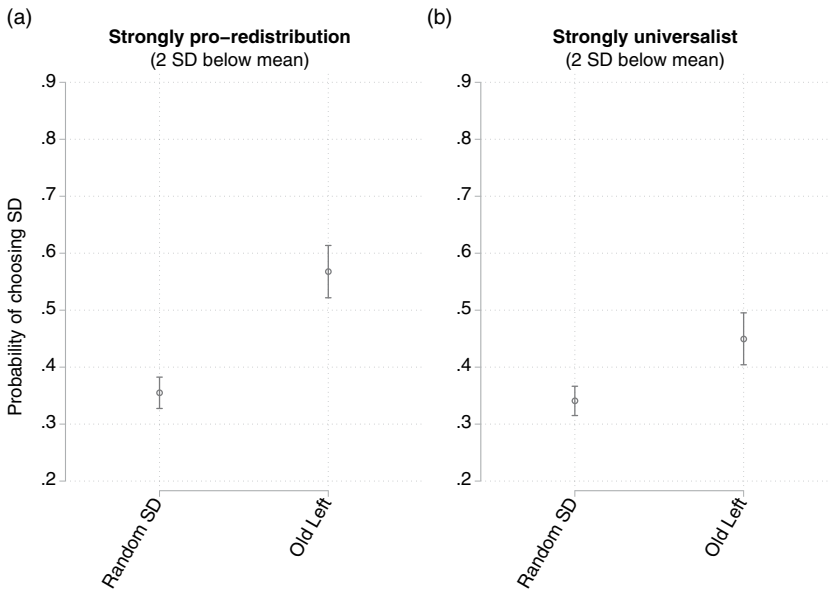 (a)
Strongly pro−redistribution
(2 SD below mean)
Probability of choosing SD
.9
.8
.7
.6
.5
.4
.3
.2
Random SD
Old Left
(b)
Strongly universalist
(2 SD below mean)
.9
.8
.7
.6
.5
.4
.3
.2
Random SD
Old Left